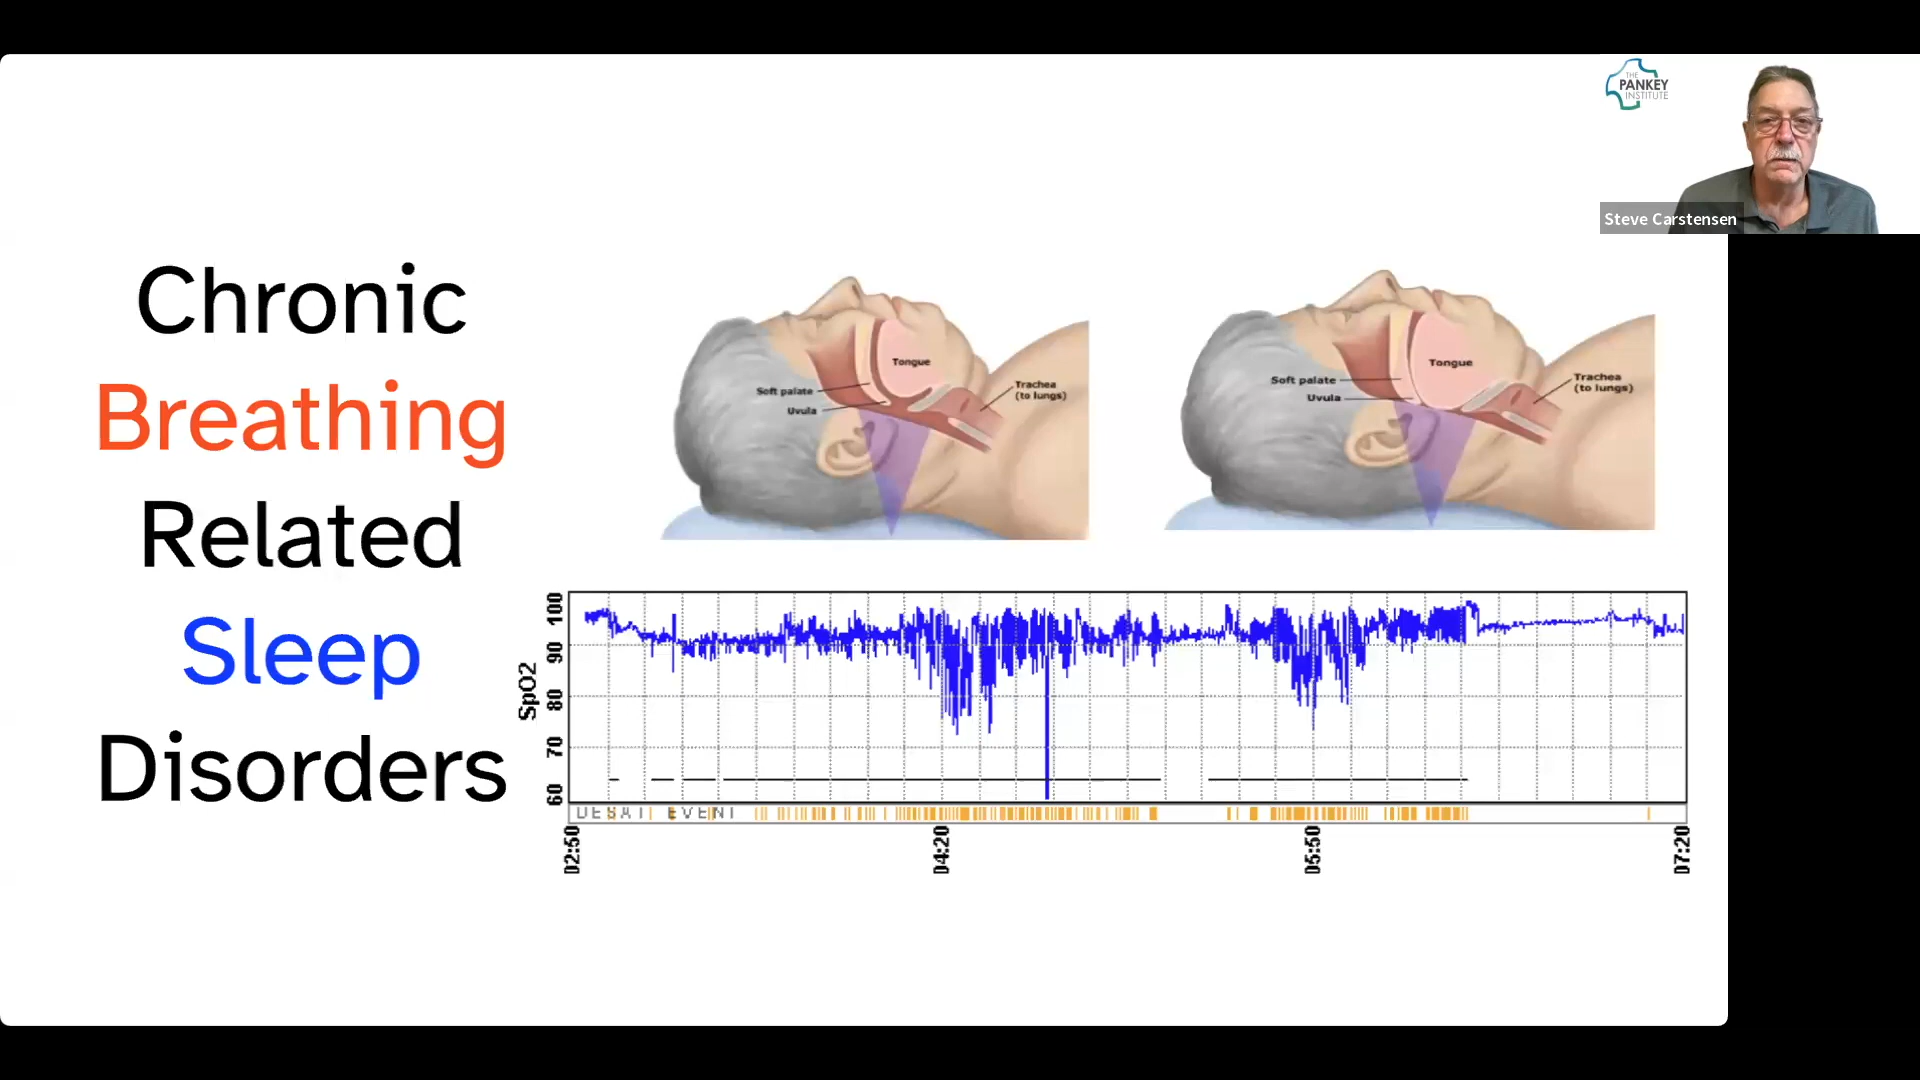 THE
PANKEY
INSTITUTE
Steve Carstensen
Chronic
Breathing
Related
Sleep
Disorders
Tongue
Soft palate
Uvula
Trachea
(to lungs)
Tongue
Soft palate
Uvula
Trachea
(to lungs)
SpO2
100
90
80
70
60
DESAT EVENT
02:50
04:20
05:50
07:20